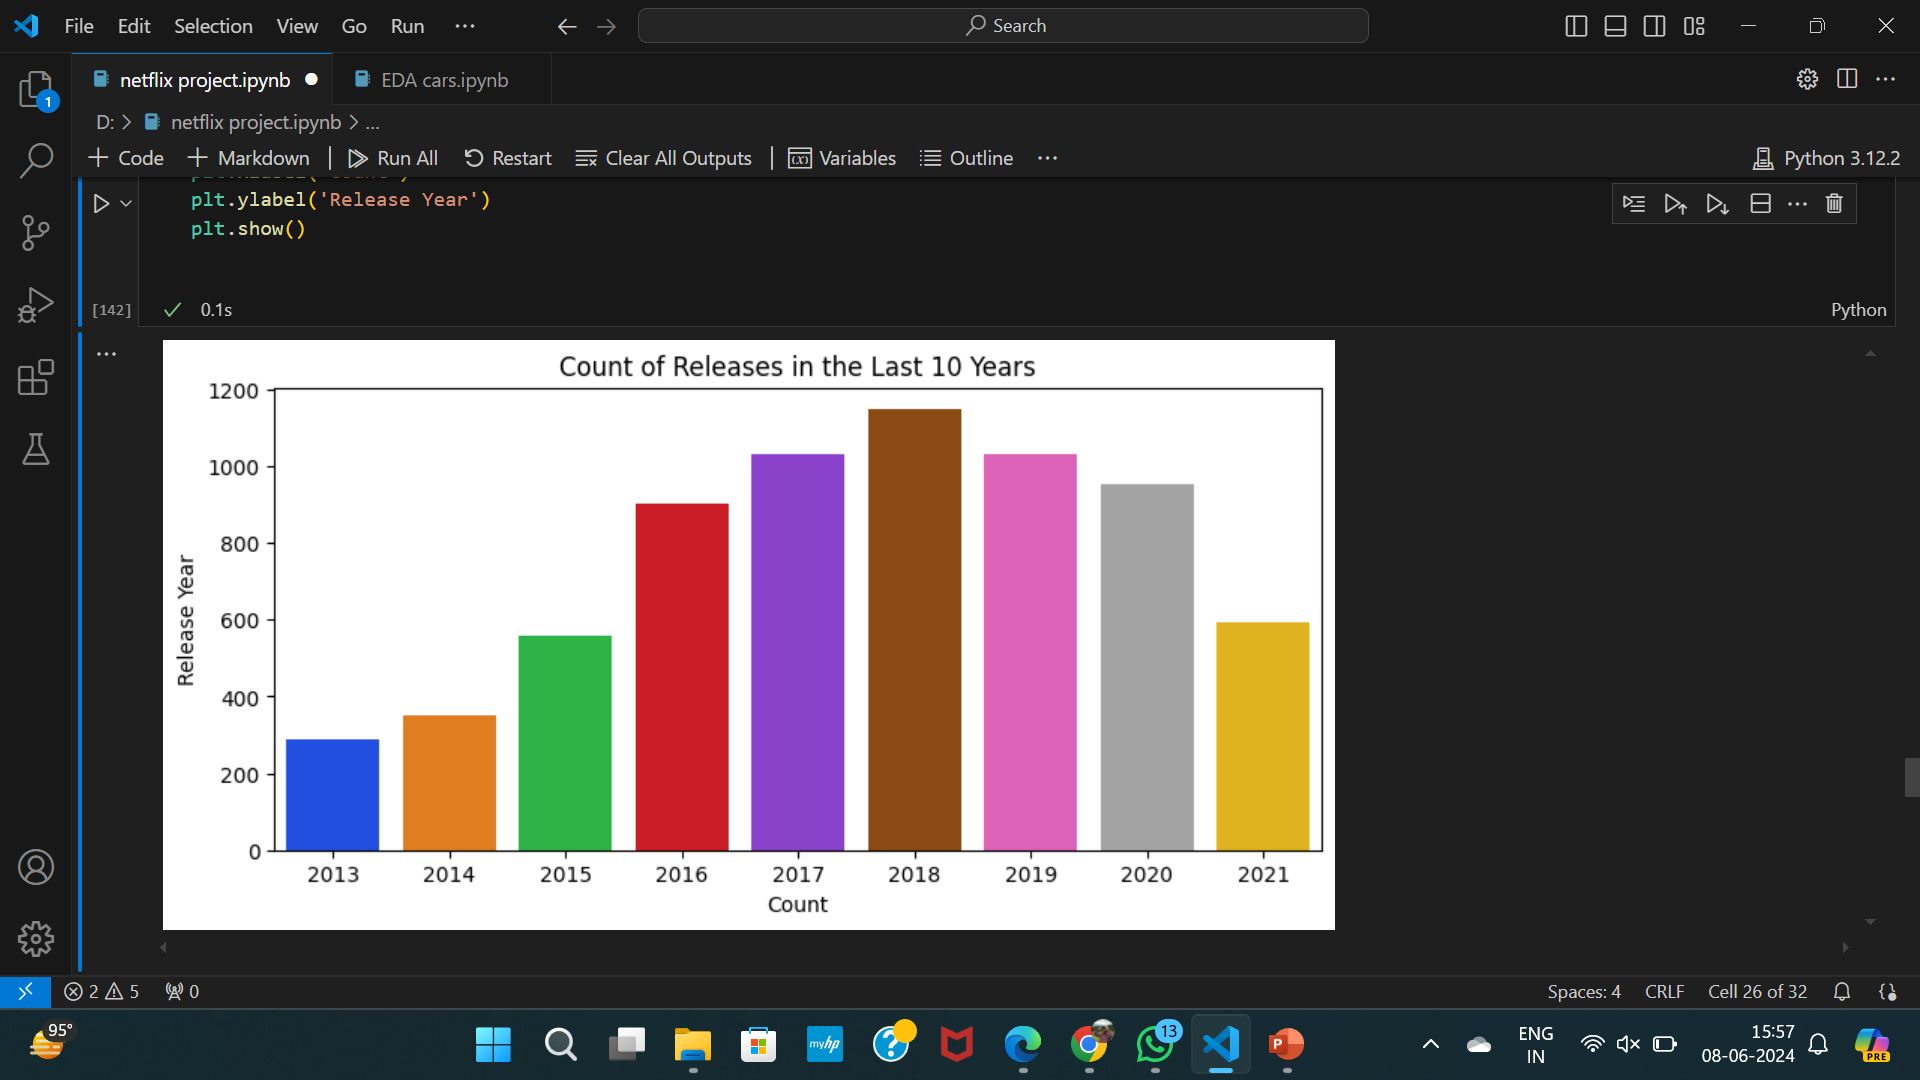 File Edit Selection View Go Run ... Search
netflix project.ipynb EDA cars.ipynb
1
D: > netflix project.ipynb > ...
+ Code + Markdown Run All Restart Clear All Outputs Variables Outline ... Python 3.12.2
plt.ylabel('Release Year')
plt.show()
[142] 0.1s Python
Count of Releases in the Last 10 Years
1200
1000
800
600
400
200
0
Release Year
2013 2014 2015 2016 2017 2018 2019 2020 2021
Count
2 5 0 Spaces: 4 CRLF Cell 26 of 32
95°
myhp
13
P
ENG
IN
15:57
08-06-2024
PRE